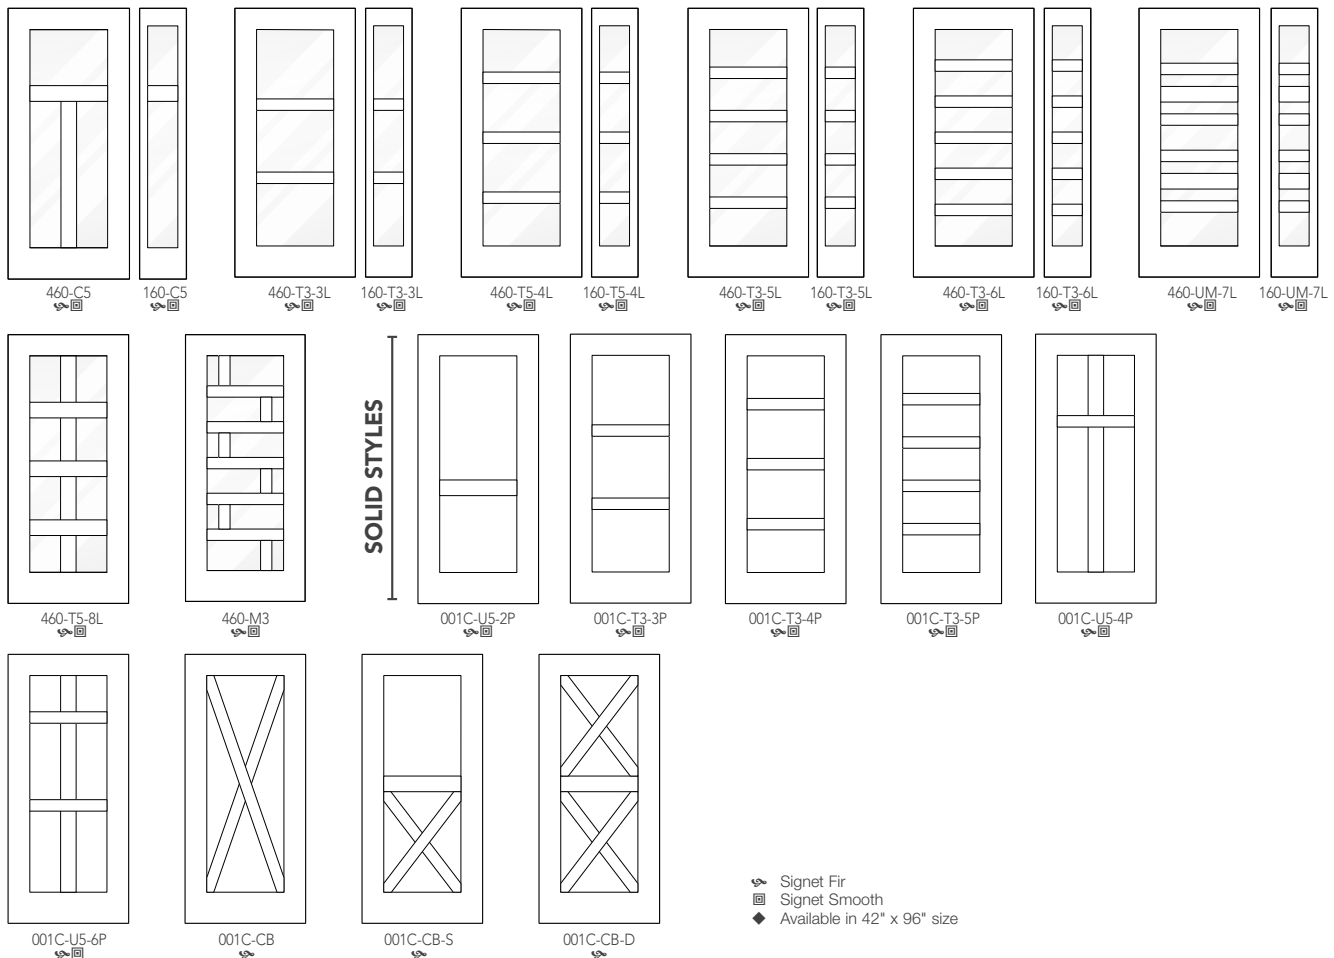 460-C5
160-C5
460-T3-3L
160-T3-3L
460-T5-4L
160-T5-4L
460-T3-5L
160-T3-5L
460-T3-6L
160-T3-6L
460-UM-7L
160-UM-7L
SOLID STYLES
460-T5-8L
460-M3
001C-U5-2P
001C-T3-3P
001C-T3-4P
001C-T3-5P
001C-U5-4P
001C-U5-6P
001C-CB
001C-CB-S
001C-CB-D
Signet Fir
Signet Smooth
Available in 42" x 96" size